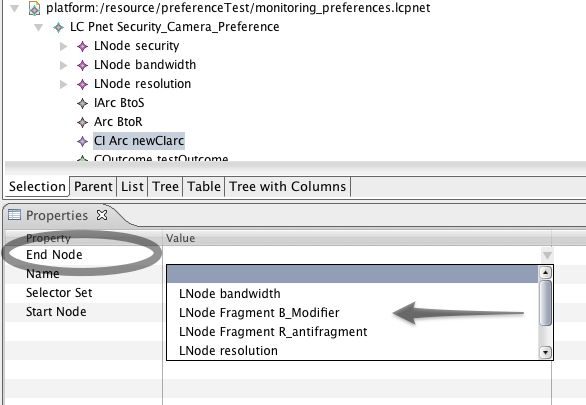 platform:/resource/preferenceTest/monitoring_preferences.lcpnet
LC Pnet Security_Camera_Preference
LNode security
LNode bandwidth
LNode resolution
IArc BtoS
Arc BtoR
CI Arc newCIarc
COutcome testOutcome
Selection Parent List Tree Table Tree with Columns
Properties
Property Value
End Node
Name
Selector Set
Start Node
LNode bandwidth
LNode Fragment B_Modifier
LNode Fragment R_antifragment
LNode resolution